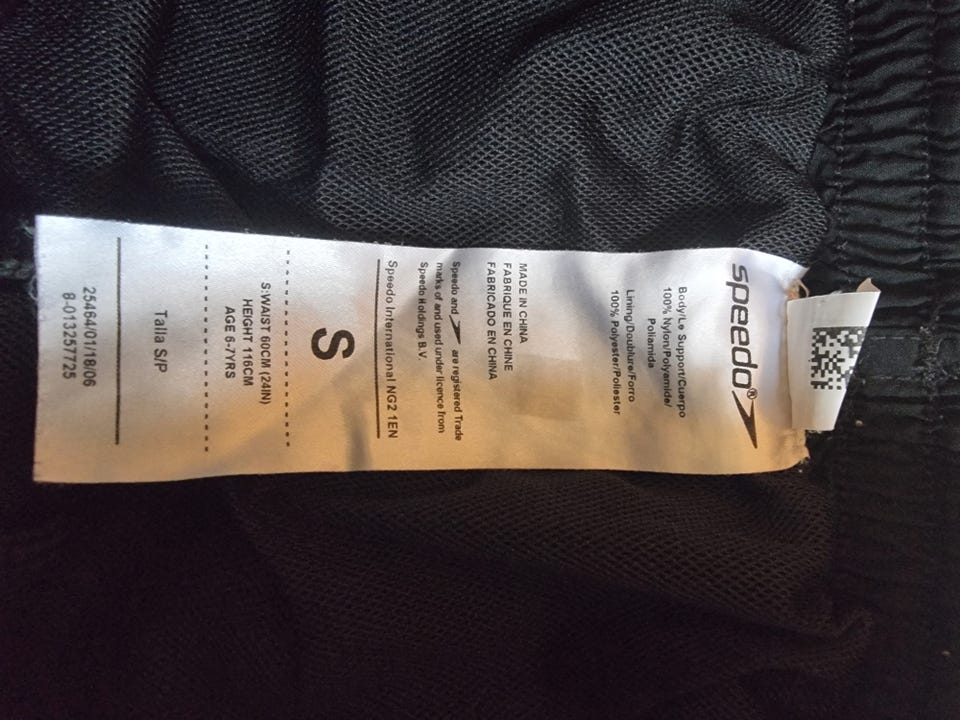 speedo®
Body/Le Support/Cuerpo
100% Nylon/Polyamide/
Poliamida
Lining/Doublure/Forro
100% Polyester/Poliester
MADE IN CHINA
FABRIQUE EN CHINE
FABRICADO EN CHINA
Speedo and are registered Trade
marks of and used under licence from
Speedo Holdings B.V.
Speedo International NG2 1EN
S
S:WAIST 60CM (24IN)
HEIGHT 116CM
AGE 6-7YRS
Talla S/P
25464/01/18/06
8-013257725